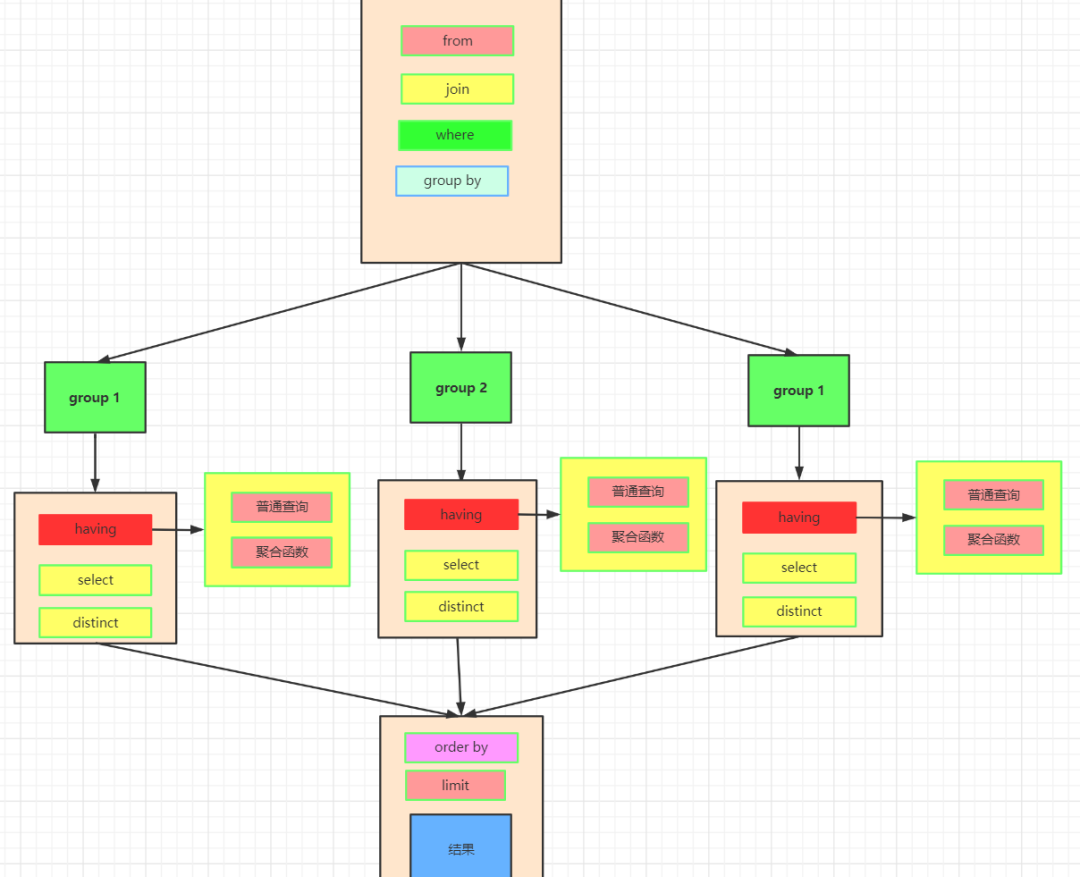 from
join
where
group by
group 1
group 2
group 1
having
select
distinct
普通查询
聚合函数
having
select
distinct
普通查询
聚合函数
having
select
distinct
普通查询
聚合函数
order by
limit
结果